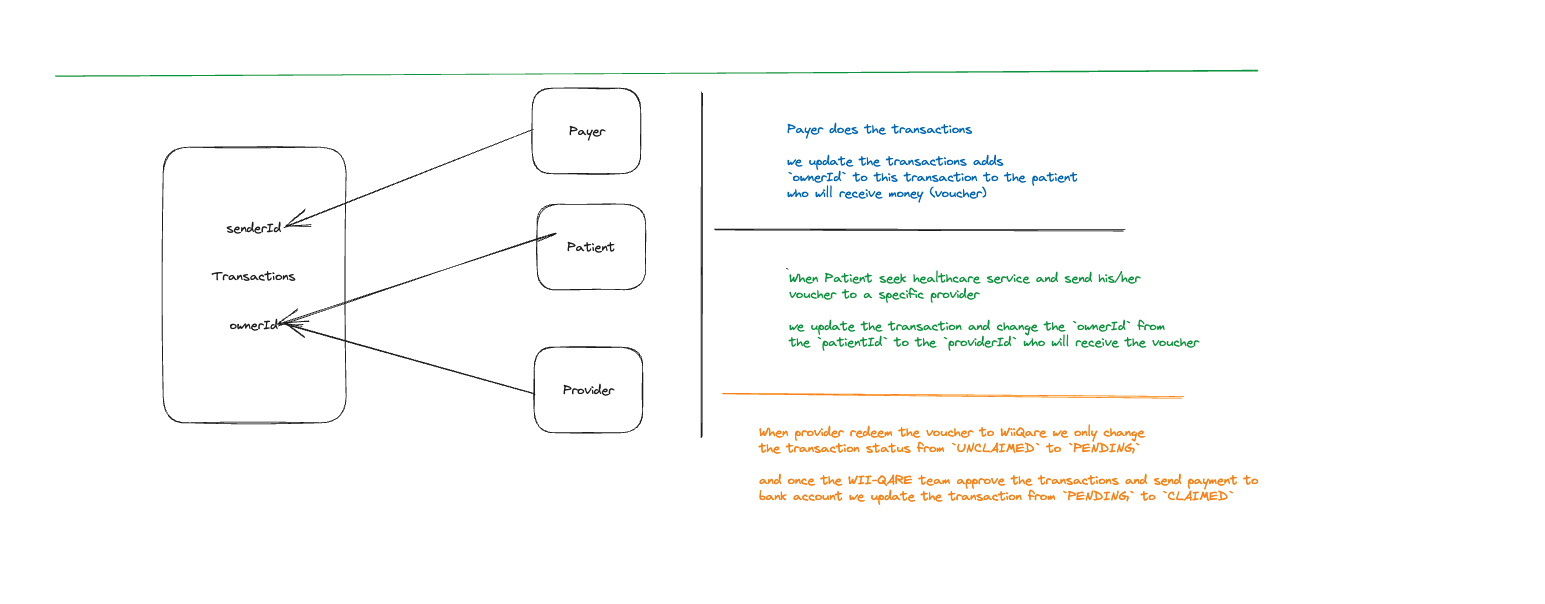 Payer
senderId
Patient
Transactions
ownerId
Provider
Payer does the transactions
we update the transactions adds
`ownerId` to this transaction to the patient
who will receive money (voucher)
`When Patient seek healthcare service and send his/her
voucher to a specific provider
we update the transaction and change the `ownerId` from
the `patientId` to the `providerId` who will receive the voucher
When provider redeem the voucher to WiiQare we only change
the transaction status from `UNCLAIMED` to `PENDING`
and once the WII-QARE team approve the transactions and send payment to
bank account we update the transaction from `PENDING` to `CLAIMED`